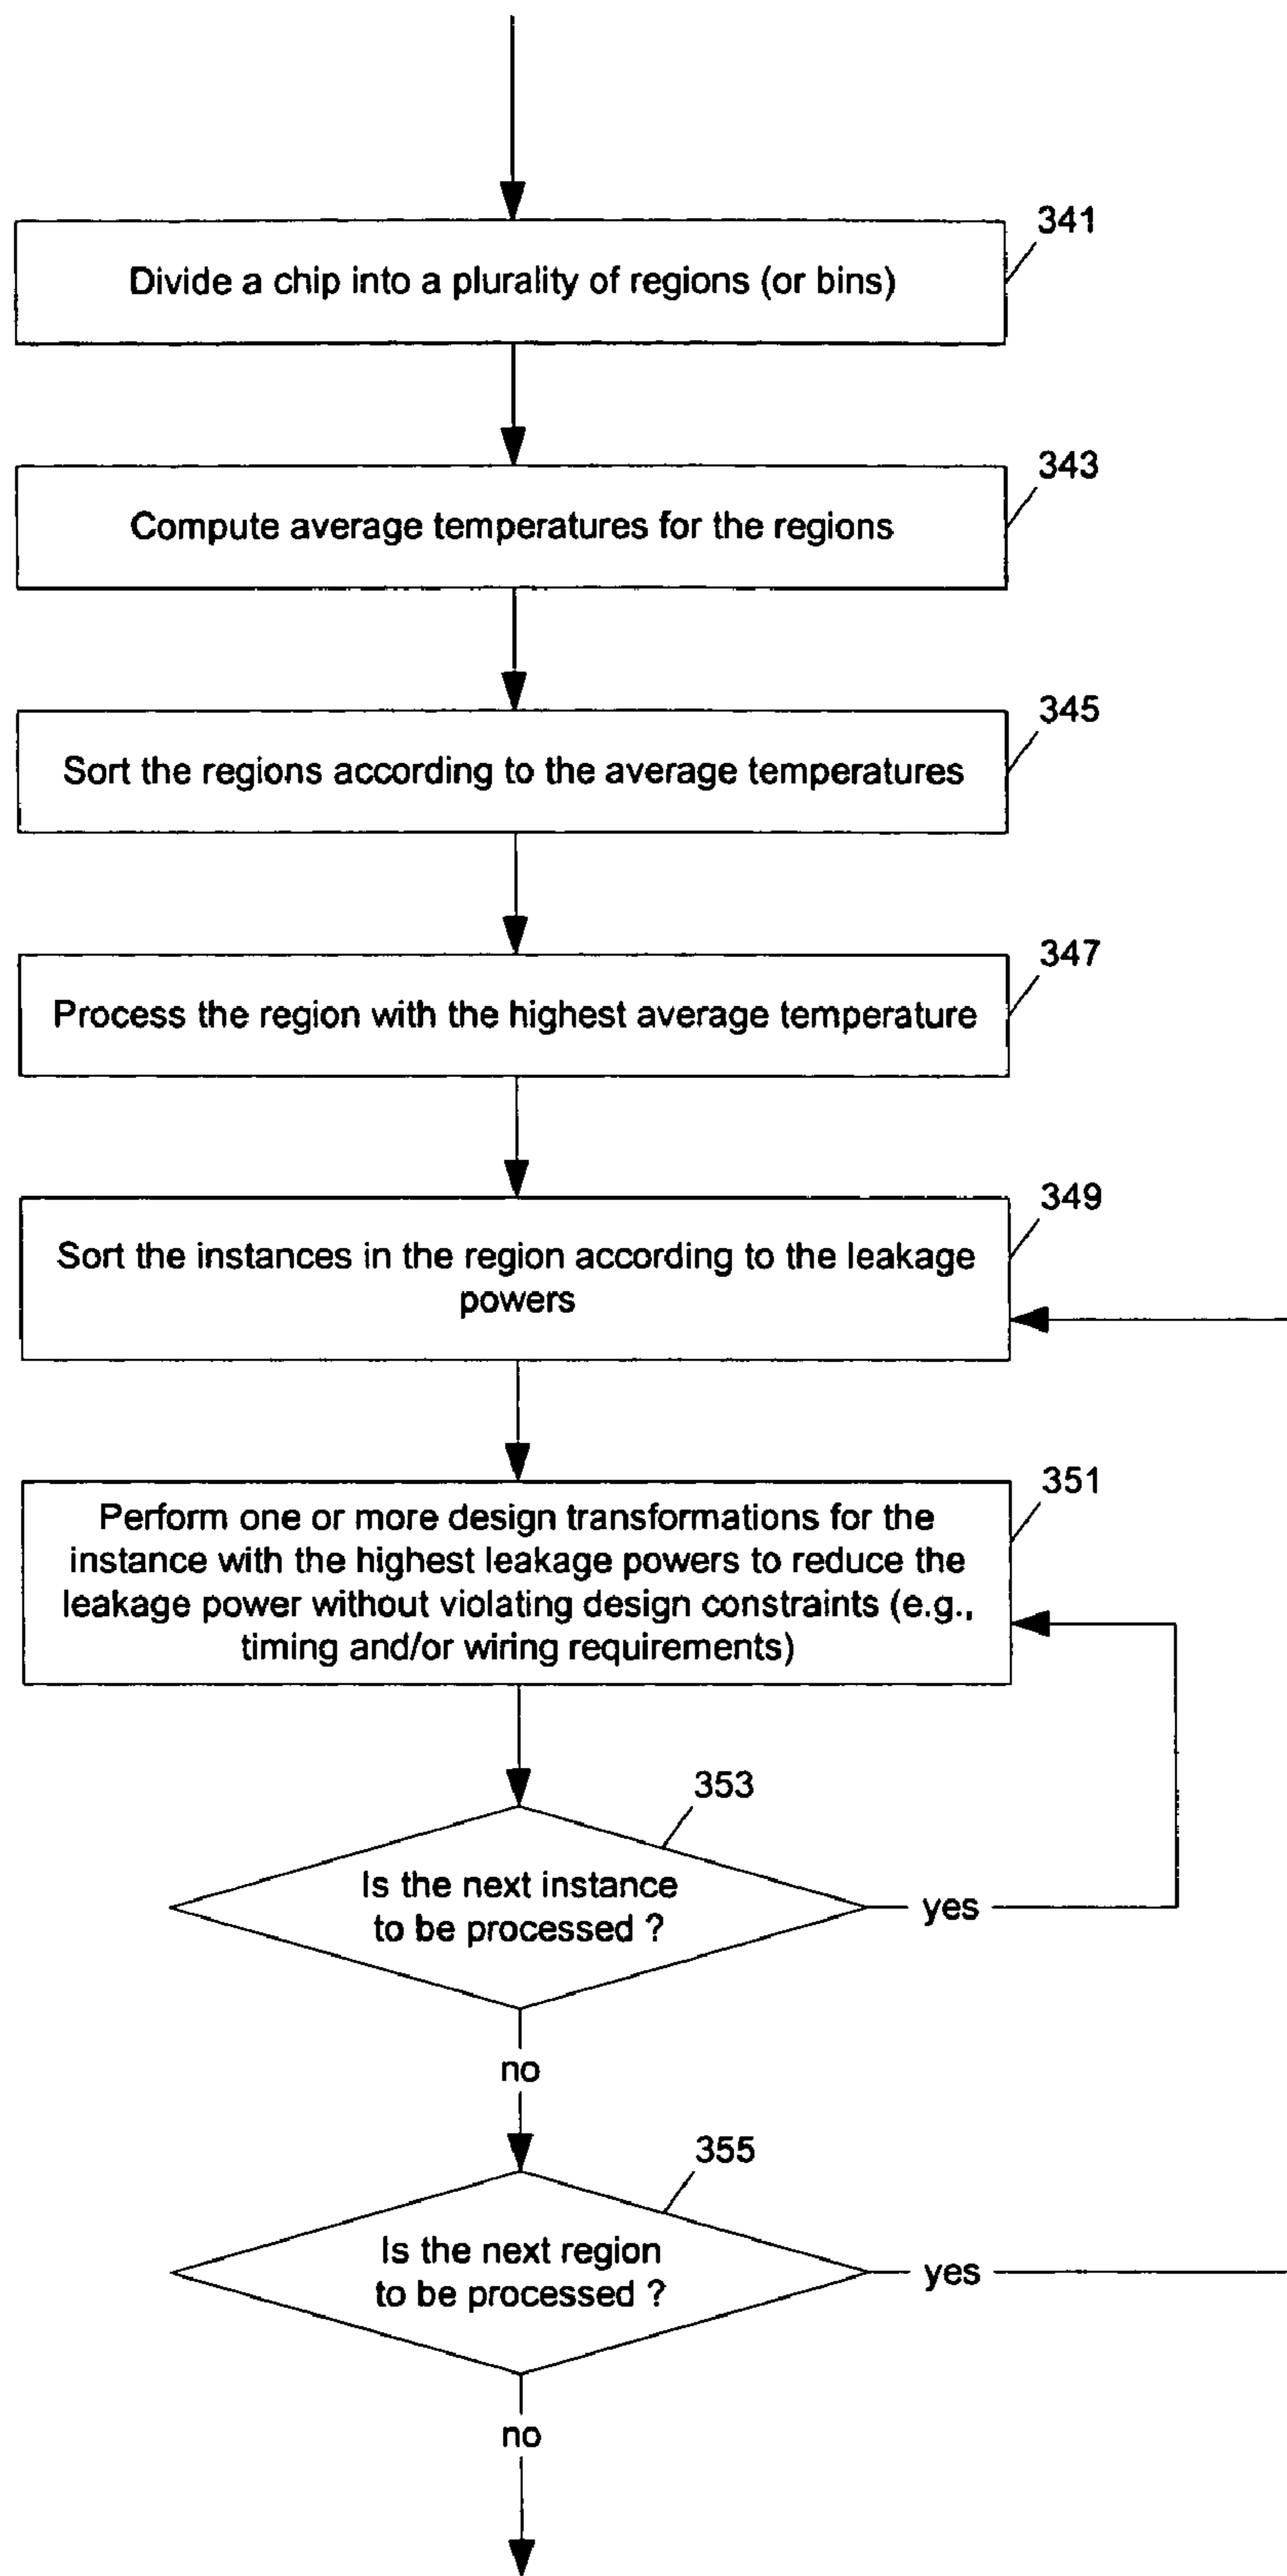 341
Divide a chip into a plurality of regions (or bins)
343
Compute average temperatures for the regions
345
Sort the regions according to the average temperatures
347
Process the region with the highest average temperature
349
Sort the instances in the region according to the leakage
powers
351
Perform one or more design transformations for the
instance with the highest leakage powers to reduce the
leakage power without violating design constraints (e.g.,
timing and/or wiring requirements)
353
Is the next instance
to be processed ?
yes
no
355
Is the next region
to be processed ?
yes
no